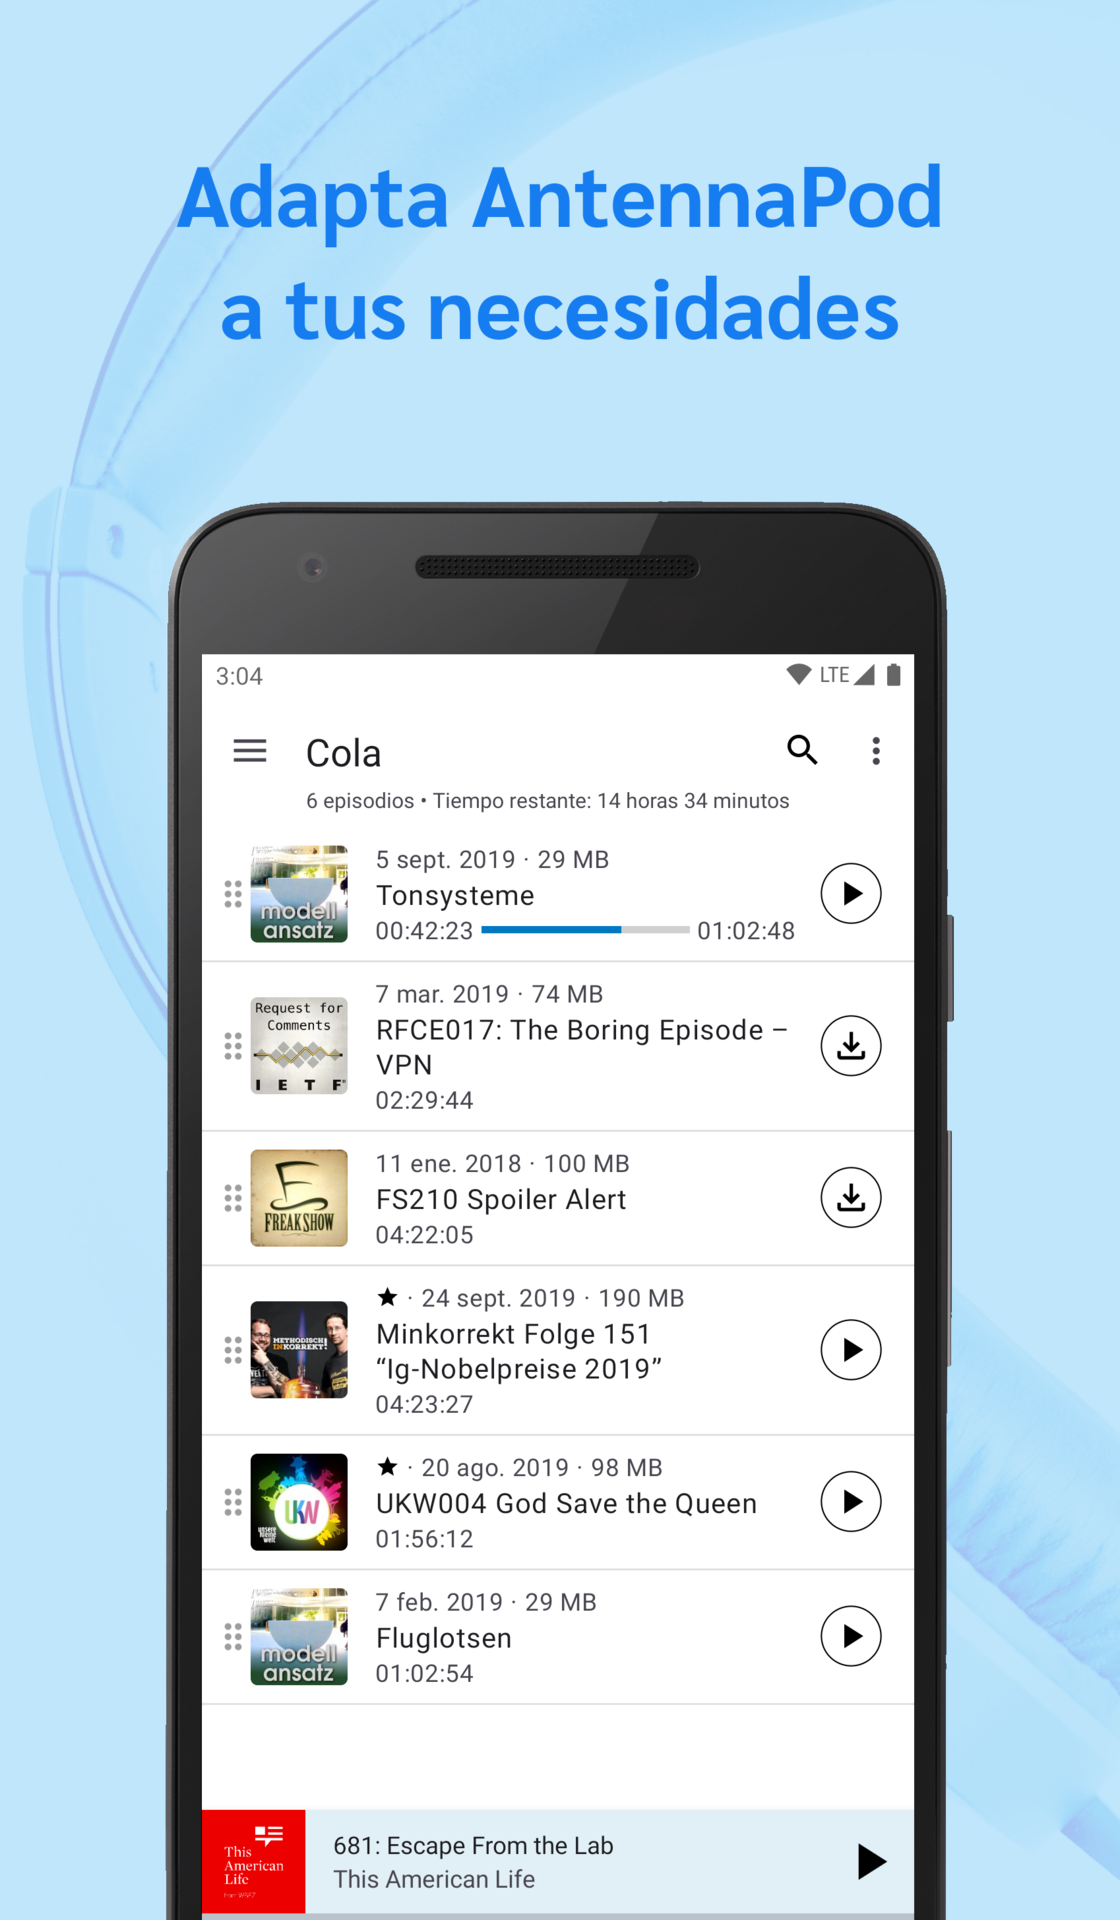 Adapta AntennaPod
a tus necesidades
3:04
LTE
Cola
6 episodios • Tiempo restante: 14 horas 34 minutos
modell
ansatz
5 sept. 2019 · 29 MB
Tonsysteme
00:42:23
01:02:48
Request for
Comments
I E T F
7 mar. 2019 · 74 MB
RFCE017: The Boring Episode –
VPN
02:29:44
FREAK SHOW
11 ene. 2018 · 100 MB
FS210 Spoiler Alert
04:22:05
METHODISCH
INKORREKT!
★ · 24 sept. 2019 · 190 MB
Minkorrekt Folge 151
“Ig-Nobelpreise 2019”
04:23:27
UKW
unsere
kleine
welt
★ · 20 ago. 2019 · 98 MB
UKW004 God Save the Queen
01:56:12
modell
ansatz
7 feb. 2019 · 29 MB
Fluglotsen
01:02:54
This
American
Life
681: Escape From the Lab
This American Life